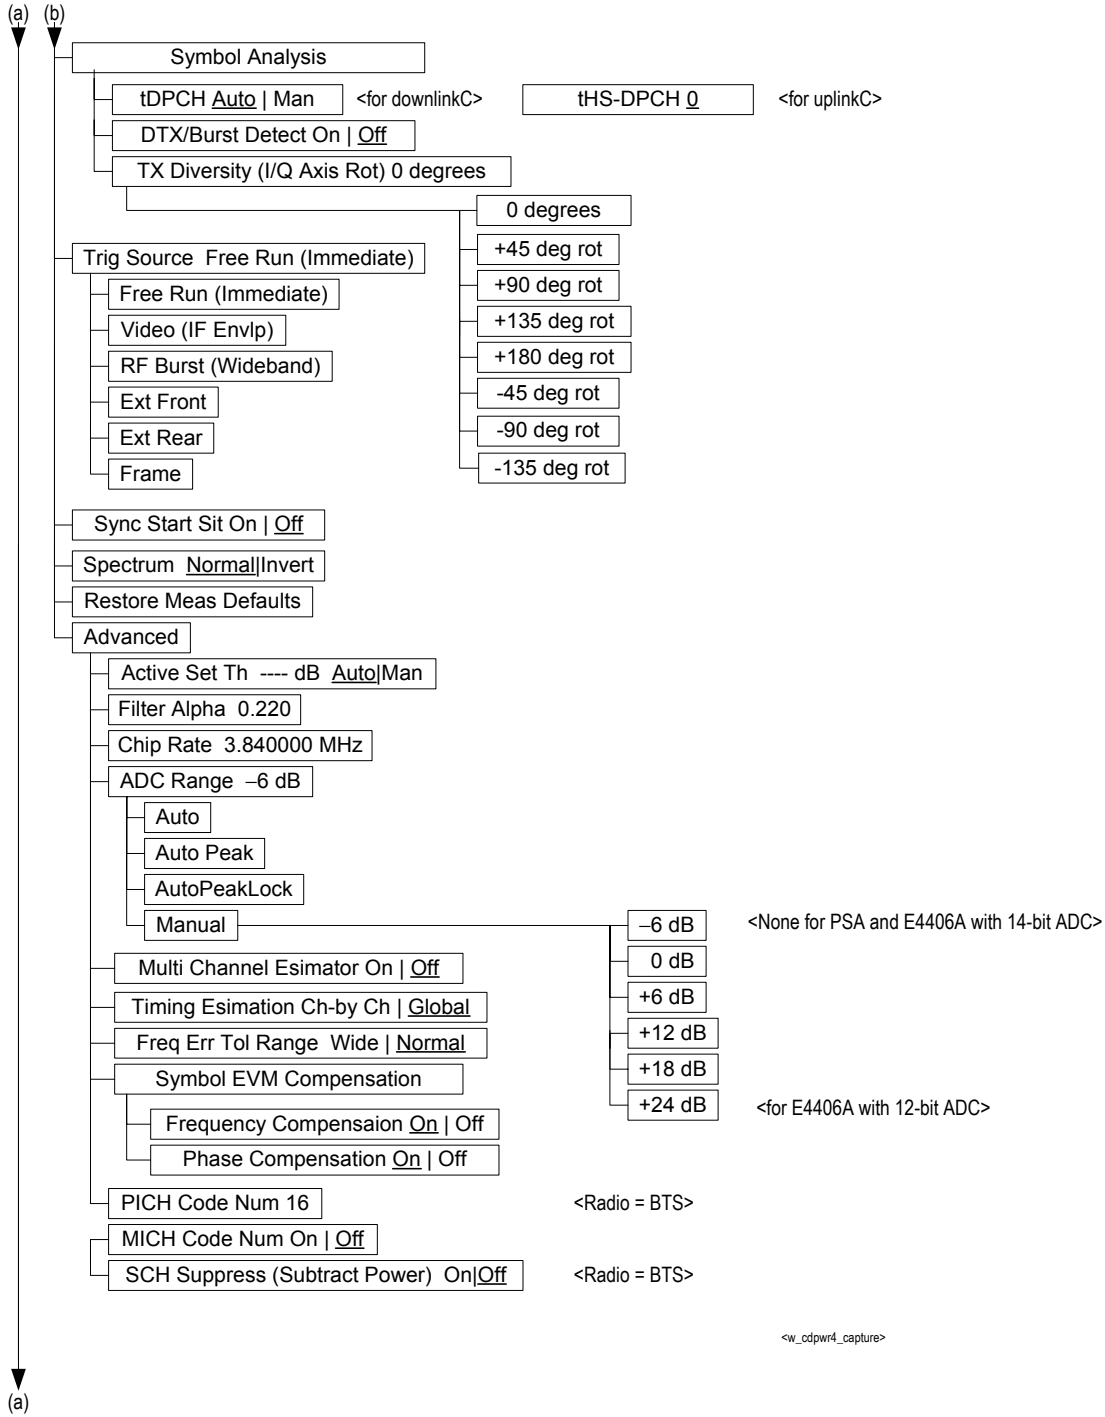 (a) (b)
Symbol Analysis
tDPCH Auto | Man <for downlinkC> tHS-DPCH 0 <for uplinkC>
DTX/Burst Detect On | Off
TX Diversity (I/Q Axis Rot) 0 degrees
0 degrees
+45 deg rot
+90 deg rot
+135 deg rot
+180 deg rot
-45 deg rot
-90 deg rot
-135 deg rot
Trig Source Free Run (Immediate)
Free Run (Immediate)
Video (IF Envlp)
RF Burst (Wideband)
Ext Front
Ext Rear
Frame
Sync Start Sit On | Off
Spectrum Normal|Invert
Restore Meas Defaults
Advanced
Active Set Th ---- dB Auto|Man
Filter Alpha 0.220
Chip Rate 3.840000 MHz
ADC Range –6 dB
Auto
Auto Peak
AutoPeakLock
Manual
–6 dB <None for PSA and E4406A with 14-bit ADC>
0 dB
+6 dB
+12 dB
+18 dB
+24 dB <for E4406A with 12-bit ADC>
Multi Channel Esimator On | Off
Timing Esimation Ch-by Ch | Global
Freq Err Tol Range Wide | Normal
Symbol EVM Compensation
Frequency Compensaion On | Off
Phase Compensation On | Off
PICH Code Num 16 <Radio = BTS>
MICH Code Num On | Off
SCH Suppress (Subtract Power) On|Off <Radio = BTS>
<w_cdpwr4_capture>
(a)